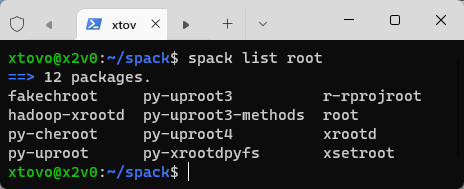 xtov
xtovo@x2v0:~/spack$ spack list root
==> 12 packages.
fakechroot py-uproot3 r-rprojroot
hadoop-xrootd py-uproot3-methods root
py-cheroot py-uproot4 xrootd
py-uproot py-xrootdpyfs xsetroot
xtovo@x2v0:~/spack$